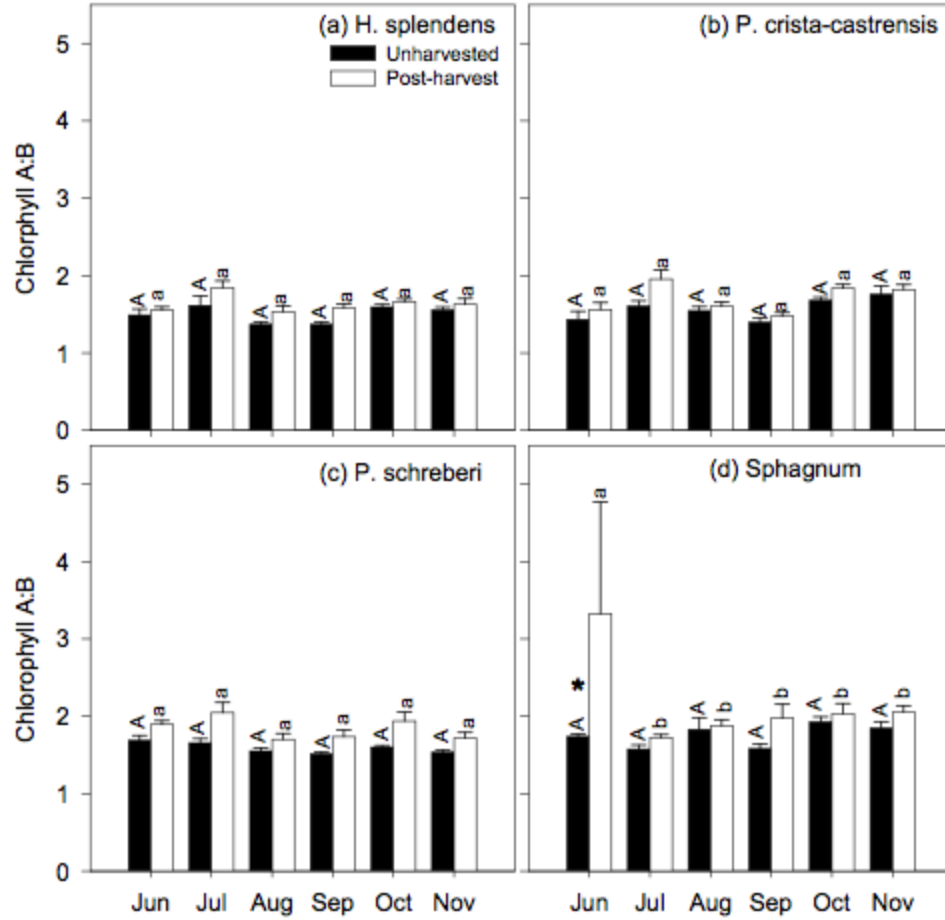 (a) H. splendens
Unharvested
Post-harvest
Chlorphyll A:B
5
4
3
2
1
0
A a A a A a A a A a A a
(b) P. crista-castrensis
A a A a A a A a A a A a
(c) P. schreberi
Chlorophyll A:B
5
4
3
2
1
0
A a A a A a A a A a A a
Jun Jul Aug Sep Oct Nov
(d) Sphagnum
*
A a A b A b A b A b A b
Jun Jul Aug Sep Oct Nov